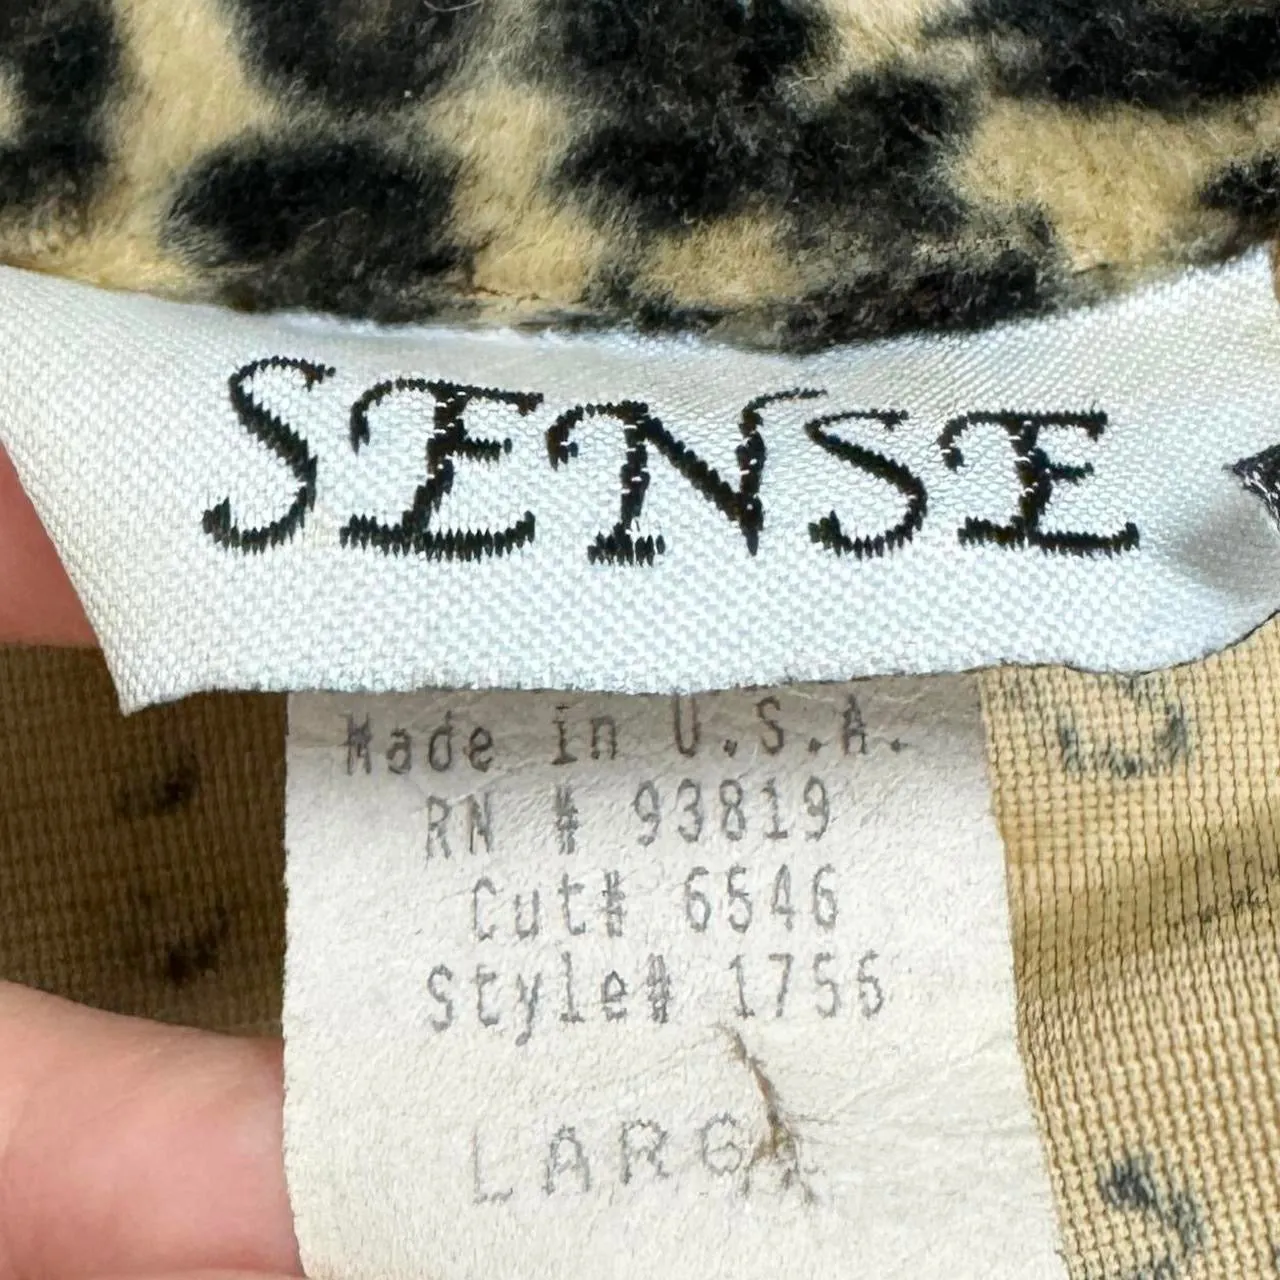 SENSE
Made in U.S.A.
RN # 93819
Cut# 6546
Style# 1756
LARGE